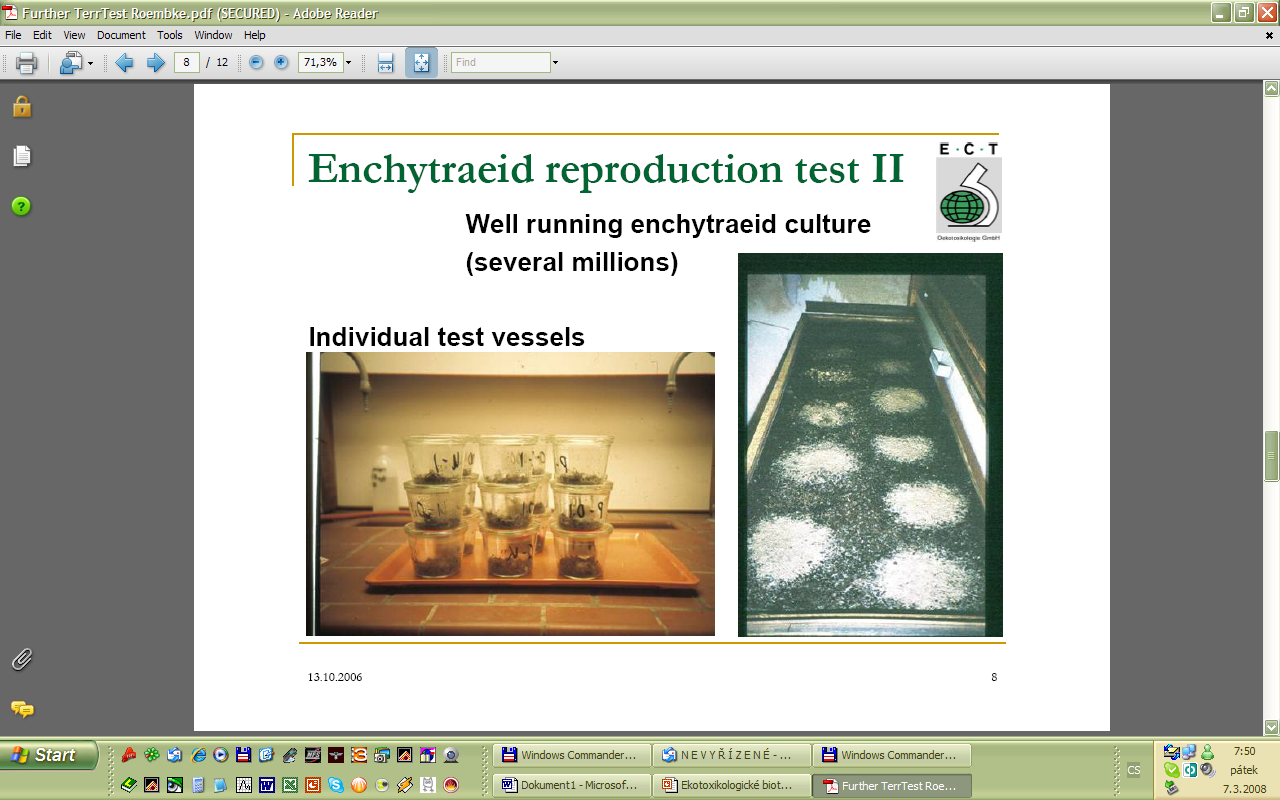 Further TerrTest Roembke.pdf (SECURED) - Adobe Reader
File Edit View Document Tools Window Help
8 / 12 71,3% Find
Enchytraeid reproduction test II
E·C·T
Oekotoxikologie GmbH
Well running enchytraeid culture
(several millions)
Individual test vessels
13.10.2006 8
Start
Windows Commander... N E V Y Ř Í Z E N É - ... Windows Commander...
Dokument1 - Microsof... Ekotoxikologické biot... Further TerrTest Roe...
CS
7:50
pátek
7.3.2008